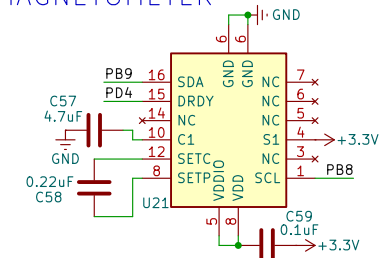 MAGNETOMETER
GND
6 6
PB9 16 SDA GND GND NC 7
PD4 15 DRDY NC 6
C57 14 NC NC 5
4.7uF 10 C1 S1 4 +3.3V
GND 12 SETC NC 3
0.22uF 8 SETP VDDIO VDD SCL 1 PB8
C58 U21
5 8
C59
0.1uF
+3.3V